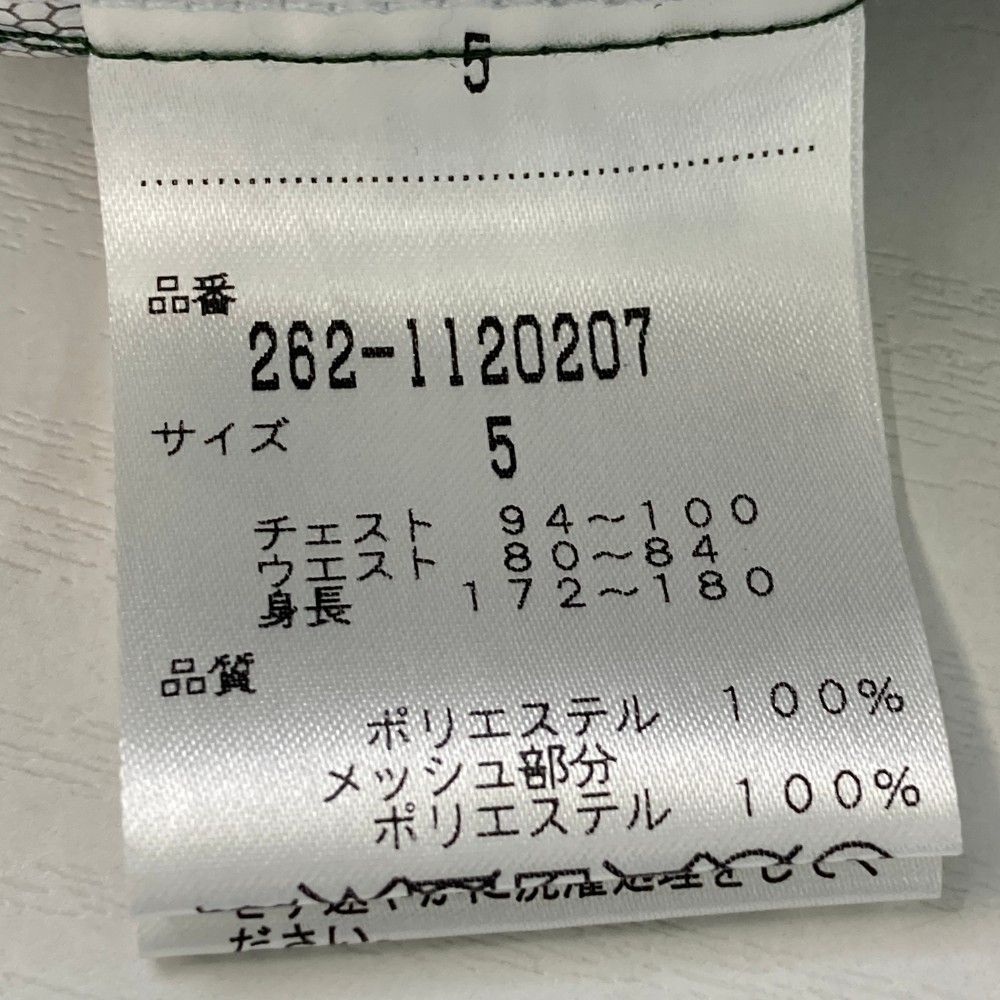 5
品番
262-1120207
サイズ 5
チェスト 94～100
ウエスト 80～84
身長 172～180
品質
ポリエステル 100%
メッシュ部分
ポリエステル 100%
ださい